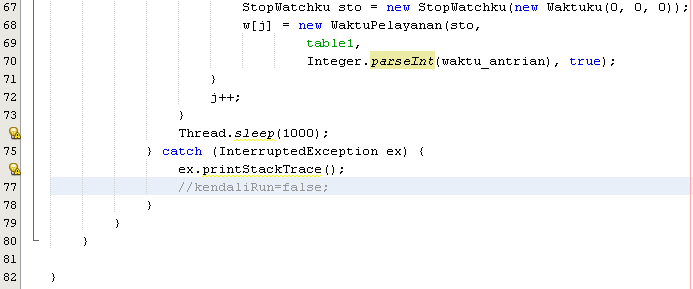 67 StopWatchku sto = new StopWatchku(new Waktuku(0, 0, 0));
68 w[j] = new WaktuPelayanan(sto,
69 table1,
70 Integer.parseInt(waktu_antrian), true);
71 }
72 j++;
73 }
Thread.sleep(1000);
75 } catch (InterruptedException ex) {
ex.printStackTrace();
77 //kendaliRun=false;
78 }
79 }
80 }
81
82 }